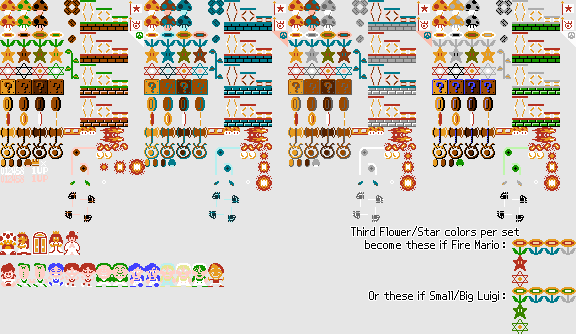 Third Flower/Star colors per set
become these if Fire Mario:
Or these if Small/Big Luigi: